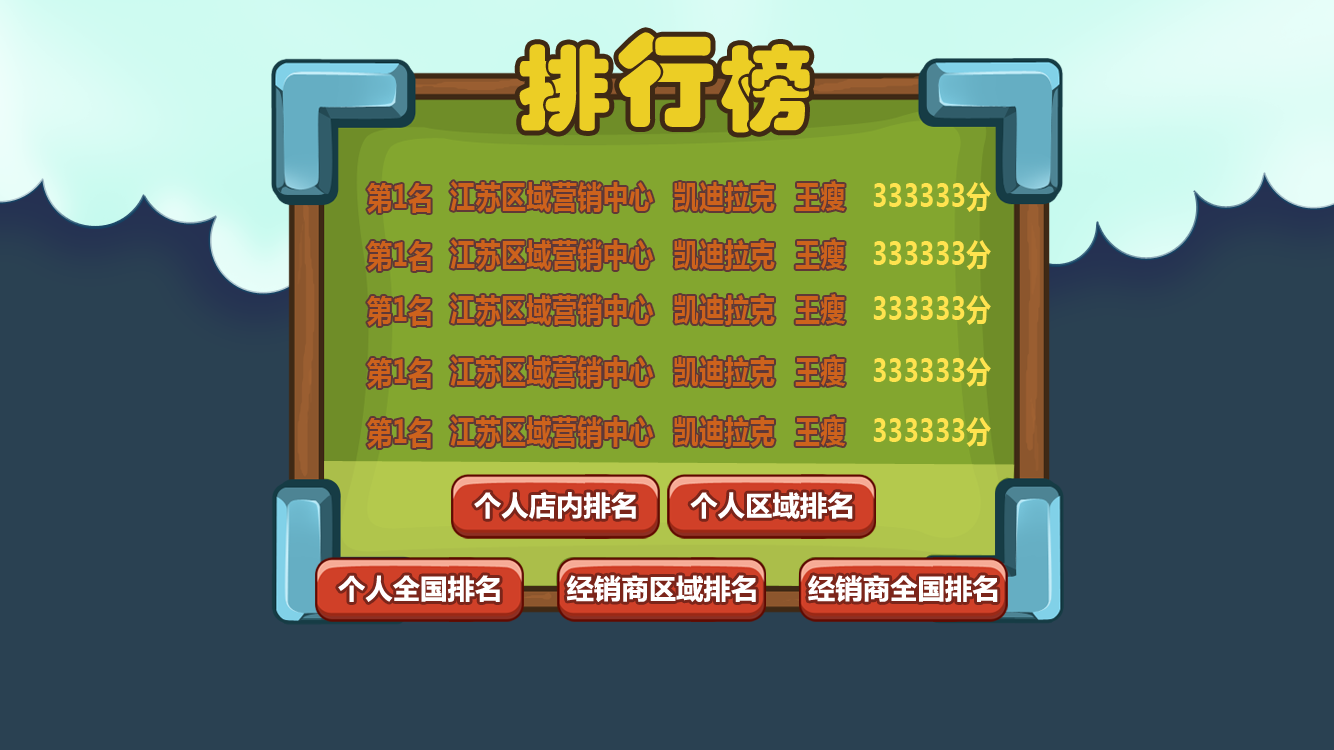 排行榜
第1名 江苏区域营销中心 凯迪拉克 王瘦 333333分
第1名 江苏区域营销中心 凯迪拉克 王瘦 333333分
第1名 江苏区域营销中心 凯迪拉克 王瘦 333333分
第1名 江苏区域营销中心 凯迪拉克 王瘦 333333分
第1名 江苏区域营销中心 凯迪拉克 王瘦 333333分
个人店内排名 个人区域排名
个人全国排名 经销商区域排名 经销商全国排名